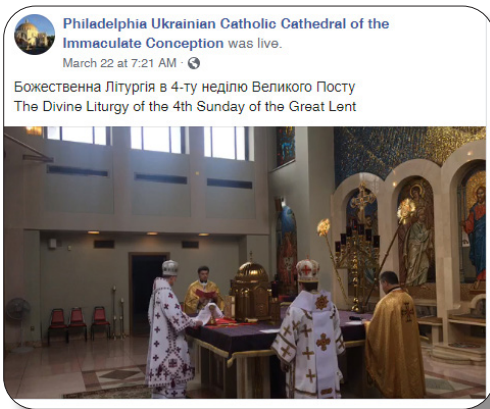 Philadelphia Ukrainian Catholic Cathedral of the
Immaculate Conception was live.
March 22 at 7:21 AM ·
Божественна Літургія в 4-ту неділю Великого Посту
The Divine Liturgy of the 4th Sunday of the Great Lent